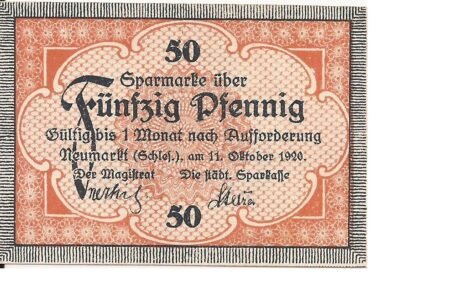 50
Sparmarke über
Fünfzig Pfennig
Gültig bis 1 Monat nach Aufforderung
Neumarkt (Schles.), am 11. Oktober 1920.
Der Magistrat Die städt. Sparkasse
50